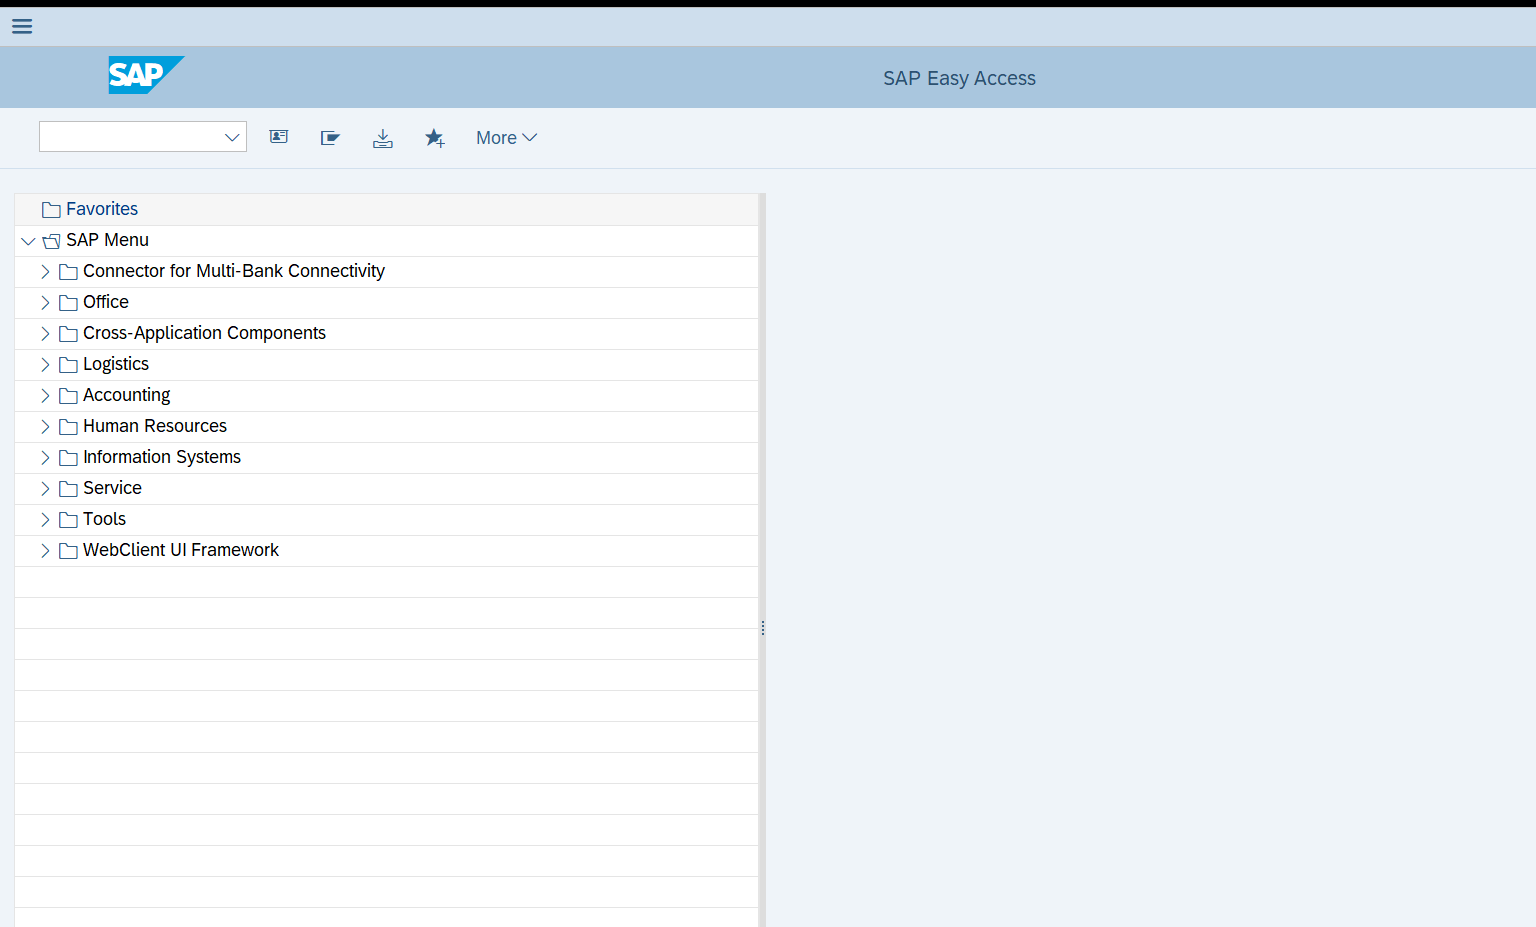 SAP
SAP Easy Access
More
Favorites
SAP Menu
Connector for Multi-Bank Connectivity
Office
Cross-Application Components
Logistics
Accounting
Human Resources
Information Systems
Service
Tools
WebClient UI Framework